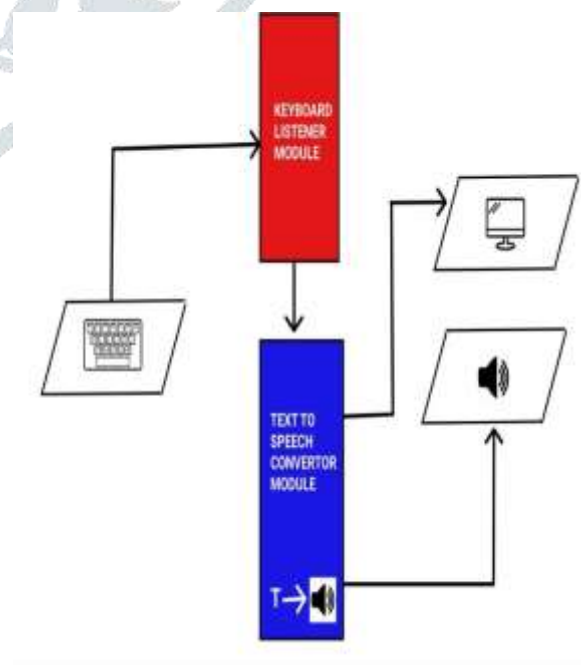 KEYBOARD
LISTENER
MODULE
TEXT TO
SPEECH
CONVERTOR
MODULE
T